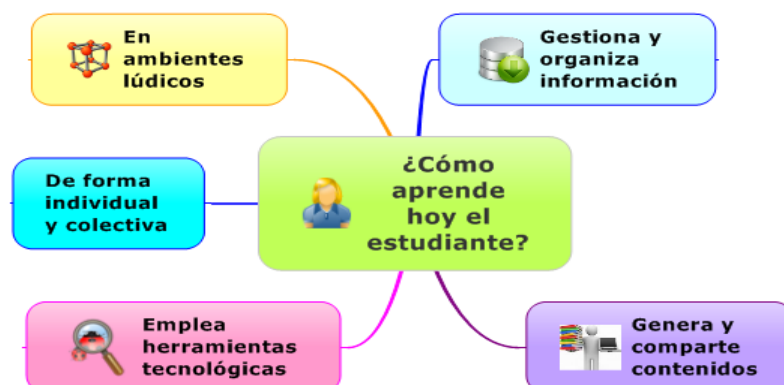 En
ambientes
lúdicos
Gestiona y
organiza
información
¿Cómo
aprende
hoy el
estudiante?
De forma
individual
y colectiva
Emplea
herramientas
tecnológicas
Genera y
comparte
contenidos